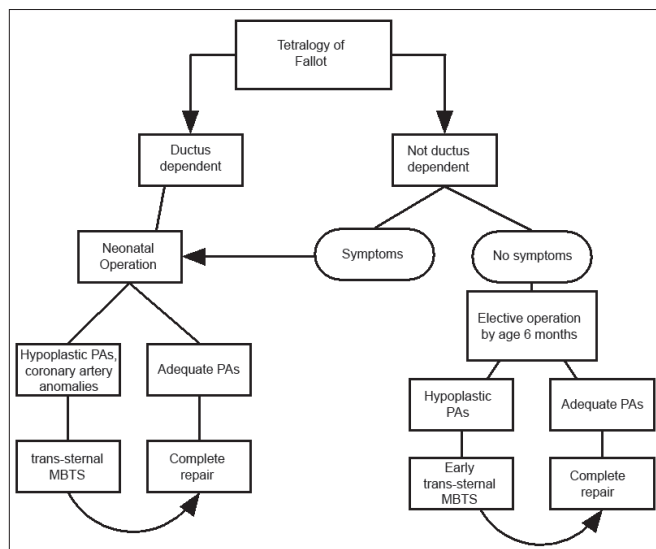 Tetralogy of
Fallot
Ductus
dependent
Not ductus
dependent
Neonatal
Operation
Symptoms
No symptoms
Elective operation
by age 6 months
Hypoplastic PAs,
coronary artery
anomalies
Adequate PAs
Hypoplastic
PAs
Adequate PAs
trans-sternal
MBTS
Complete
repair
Early
trans-sternal
MBTS
Complete
repair